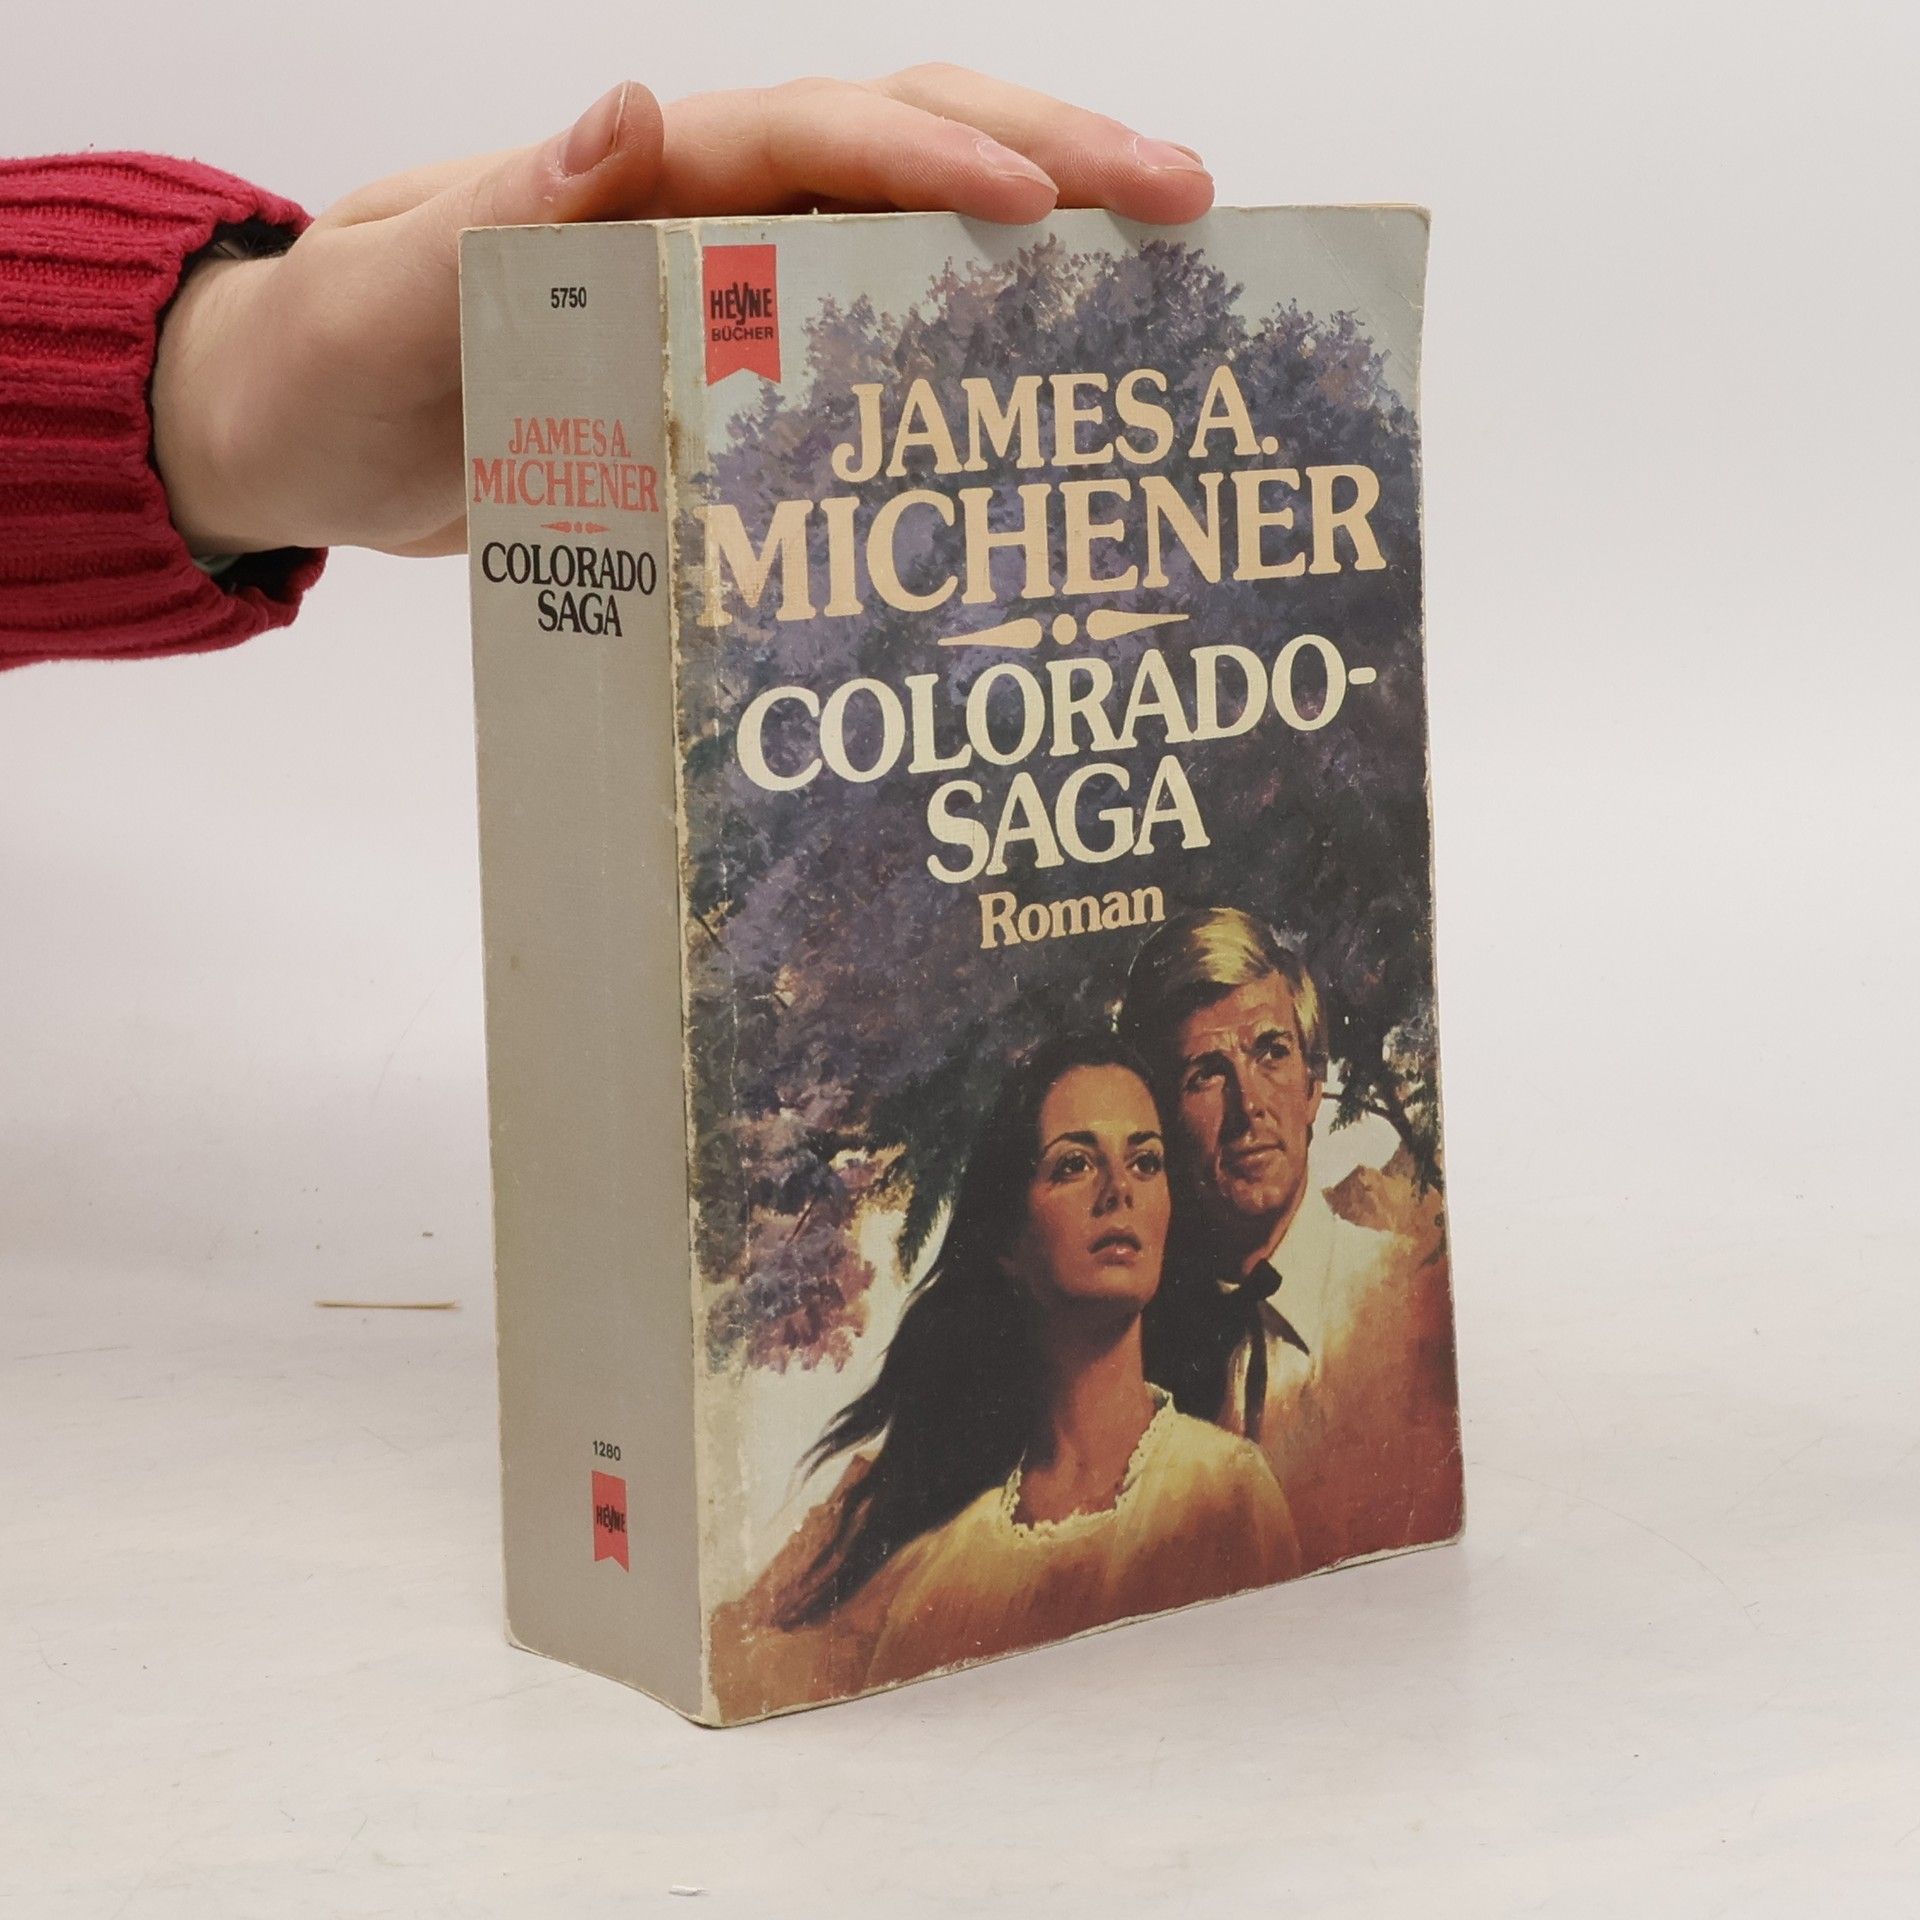 5750
JAMES A.
MICHENER
COLORADO
SAGA
1280
HEYNE
HEYNE
BÜCHER
JAMES A.
MICHENER
COLORADO-
SAGA
Roman